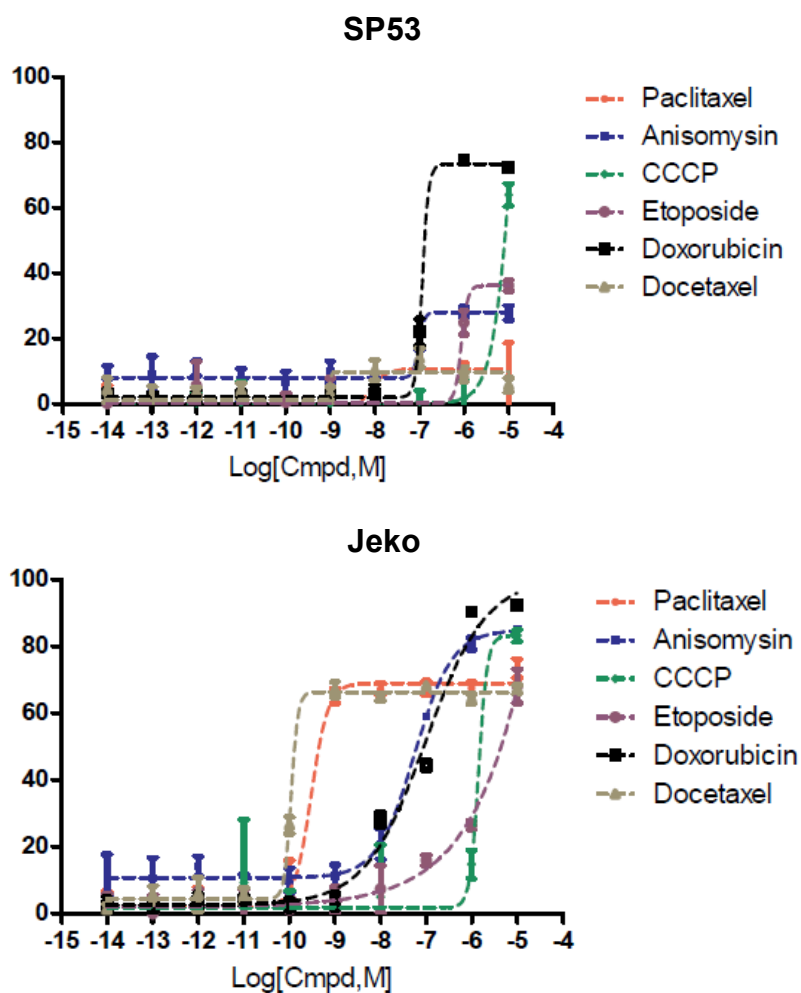 SP53
100
80
60
40
20
0
-15 -14 -13 -12 -11 -10 -9 -8 -7 -6 -5 -4
Log[Cmpd,M]
Paclitaxel
Anisomysin
CCCP
Etoposide
Doxorubicin
Docetaxel
Jeko
100
80
60
40
20
0
-15 -14 -13 -12 -11 -10 -9 -8 -7 -6 -5 -4
Log[Cmpd,M]
Paclitaxel
Anisomysin
CCCP
Etoposide
Doxorubicin
Docetaxel